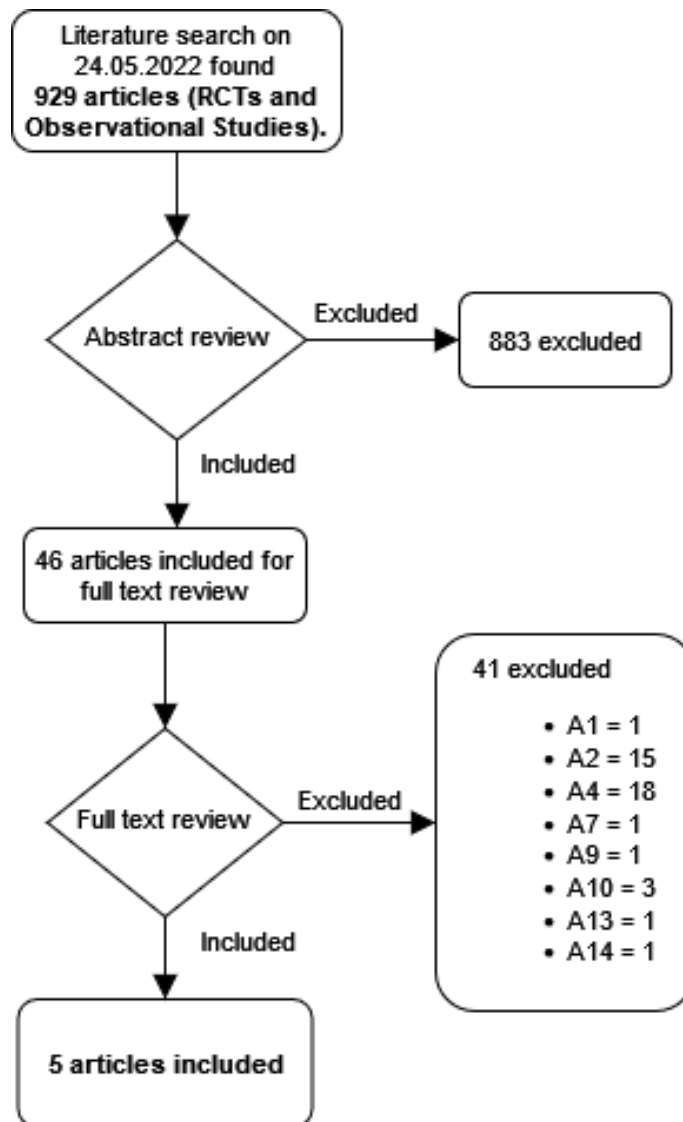 Literature search on
24.05.2022 found
929 articles (RCTs and
Observational Studies).
Abstract review
Excluded
883 excluded
Included
46 articles included for
full text review
Full text review
Excluded
41 excluded
• A1 = 1
• A2 = 15
• A4 = 18
• A7 = 1
• A9 = 1
• A10 = 3
• A13 = 1
• A14 = 1
Included
5 articles included